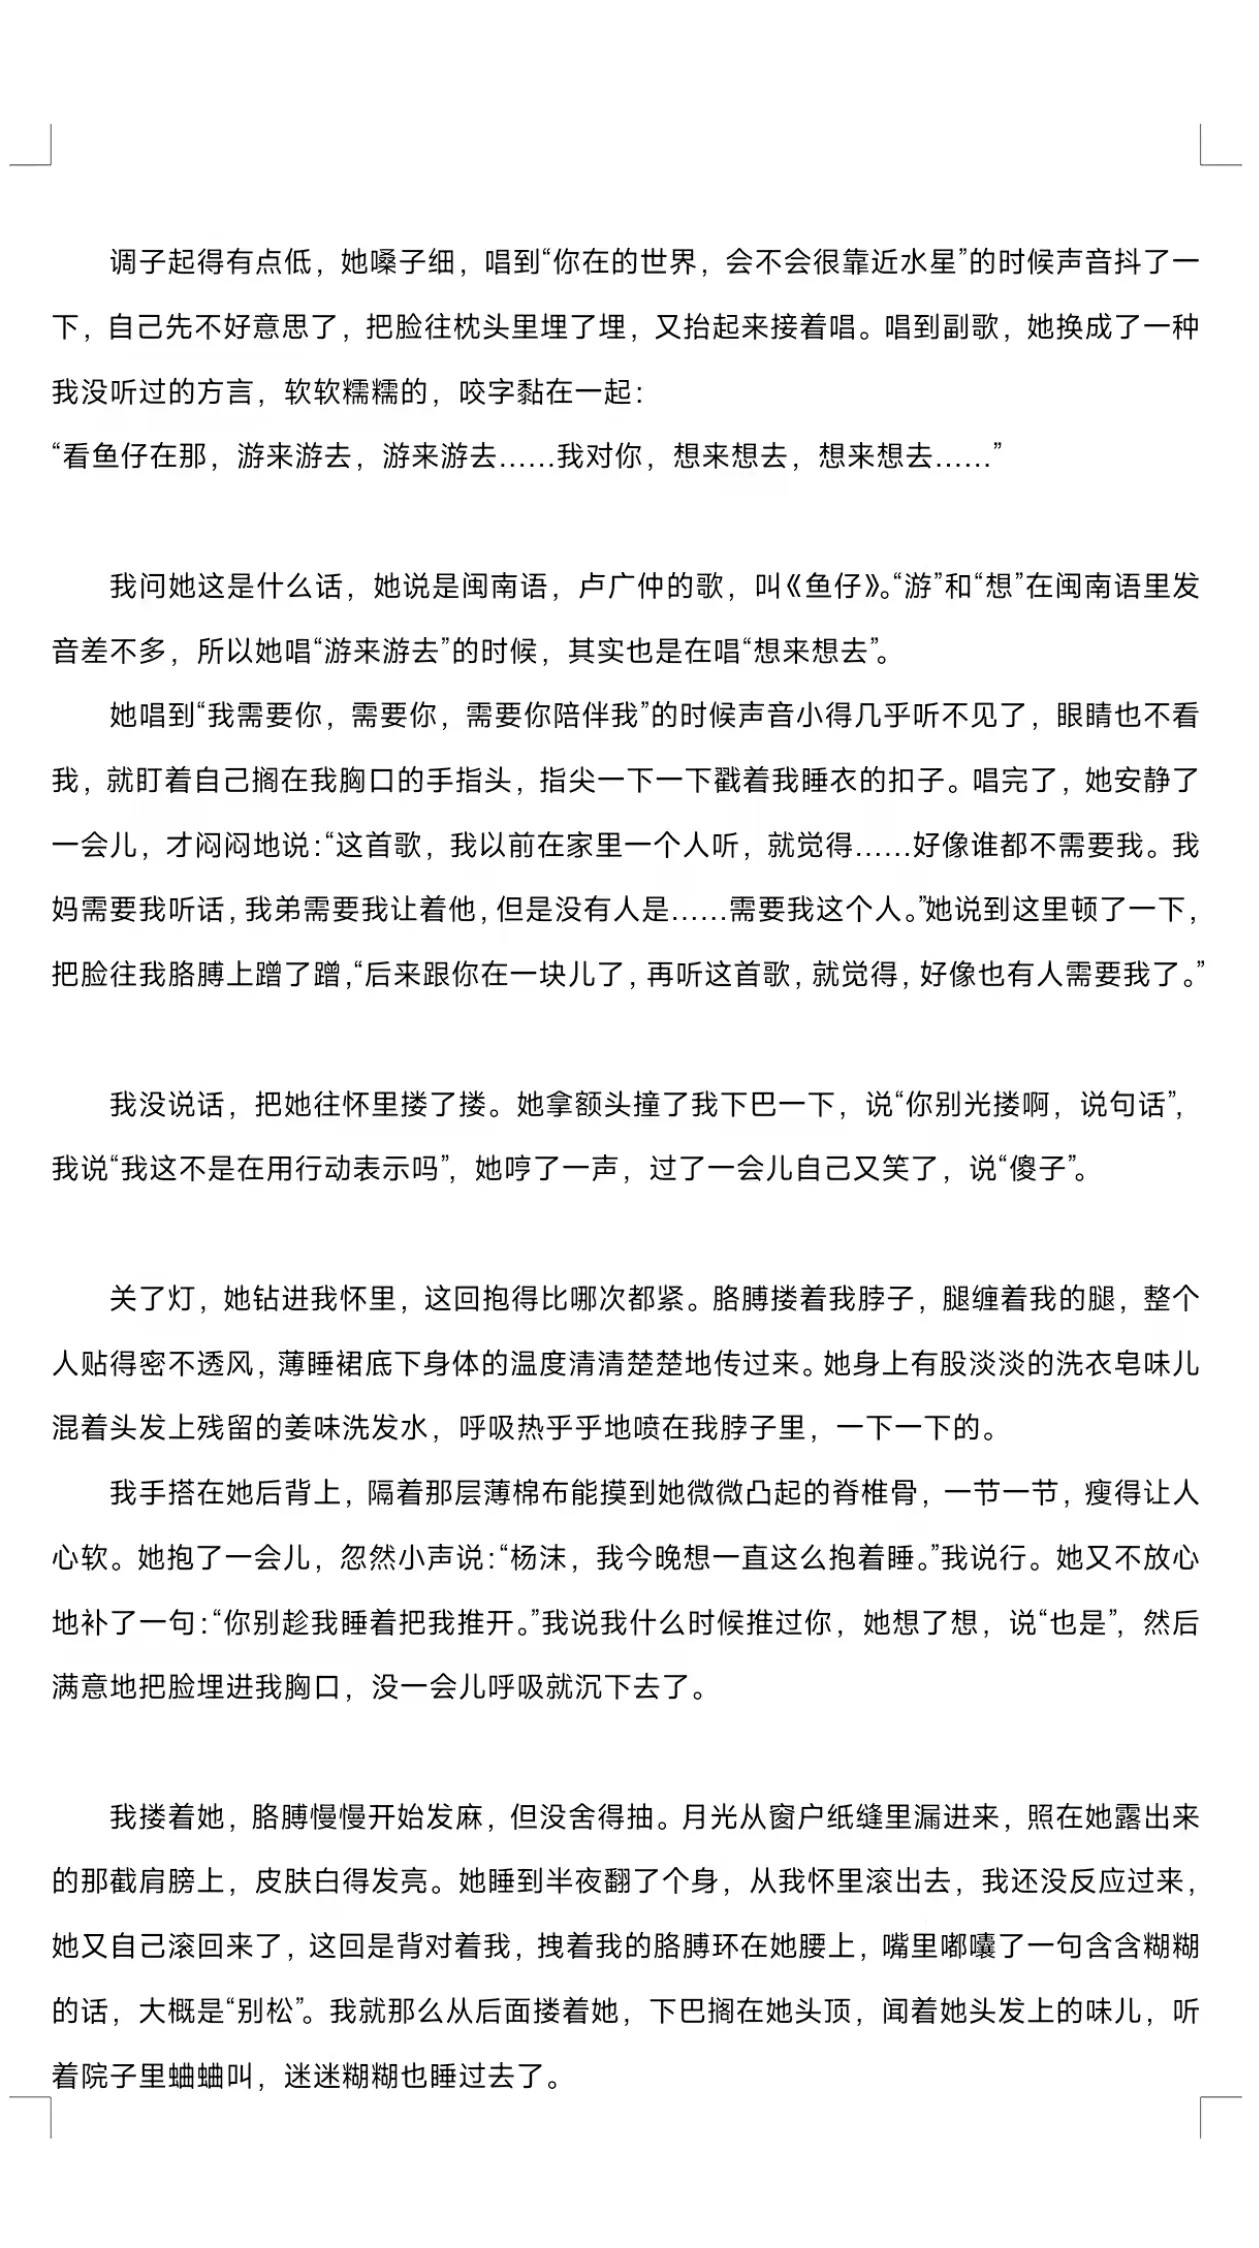 调子起得有点低，她嗓子细，唱到“你在的世界，会不会很靠近水星”的时候声音抖了一
下，自己先不好意思了，把脸往枕头里埋了埋，又抬起来接着唱。唱到副歌，她换成了一种
我没听过的方言，软软糯糯的，咬字黏在一起：
“看鱼仔在那，游来游去，游来游去……我对你，想来想去，想来想去……”
我问她这是什么话，她说是闽南语，卢广仲的歌，叫《鱼仔》。“游”和“想”在闽南语里发
音差不多，所以她唱“游来游去”的时候，其实也是在唱“想来想去”。
她唱到“我需要你，需要你，需要你陪伴我”的时候声音小得几乎听不见了，眼睛也不看
我，就盯着自己搁在我胸口的手指头，指尖一下一下戳着我睡衣的扣子。唱完了，她安静了
一会儿，才闷闷地说：“这首歌，我以前在家里一个人听，就觉得……好像谁都不需要我。我
妈需要我听话，我弟需要我让着他，但是没有人是……需要我这个人。”她说到这里顿了一下，
把脸往我胳膊上蹭了蹭，“后来跟你在一块儿了，再听这首歌，就觉得，好像也有人需要我了。”
我没说话，把她往怀里搂了搂。她拿额头撞了我下巴一下，说“你别光搂啊，说句话”，
我说“我这不是在用行动表示吗”，她哼了一声，过了一会儿自己又笑了，说“傻子”。
关了灯，她钻进我怀里，这回抱得比哪次都紧。胳膊搂着我脖子，腿缠着我的腿，整个
人贴得密不透风，薄睡裙底下身体的温度清清楚楚地传过来。她身上有股淡淡的洗衣皂味儿
混着头发上残留的姜味洗发水，呼吸热乎乎地喷在我脖子里，一下一下的。
我手搭在她后背上，隔着那层薄棉布能摸到她微微凸起的脊椎骨，一节一节，瘦得让人
心软。她抱了一会儿，忽然小声说：“杨沫，我今晚想一直这么抱着睡。”我说行。她又不放心
地补了一句：“你别趁我睡着把我推开。”我说我什么时候推过你，她想了想，说“也是”，然后
满意地把脸埋进我胸口，没一会儿呼吸就沉下去了。
我搂着她，胳膊慢慢开始发麻，但没舍得抽。月光从窗户纸缝里漏进来，照在她露出来
的那截肩膀上，皮肤白得发亮。她睡到半夜翻了个身，从我怀里滚出去，我还没反应过来，
她又自己滚回来了，这回是背对着我，拽着我的胳膊环在她腰上，嘴里嘟囔了一句含含糊糊
的话，大概是“别松”。我就那么从后面搂着她，下巴搁在她头顶，闻着她头发上的味儿，听
着院子里蛐蛐叫，迷迷糊糊也睡过去了。